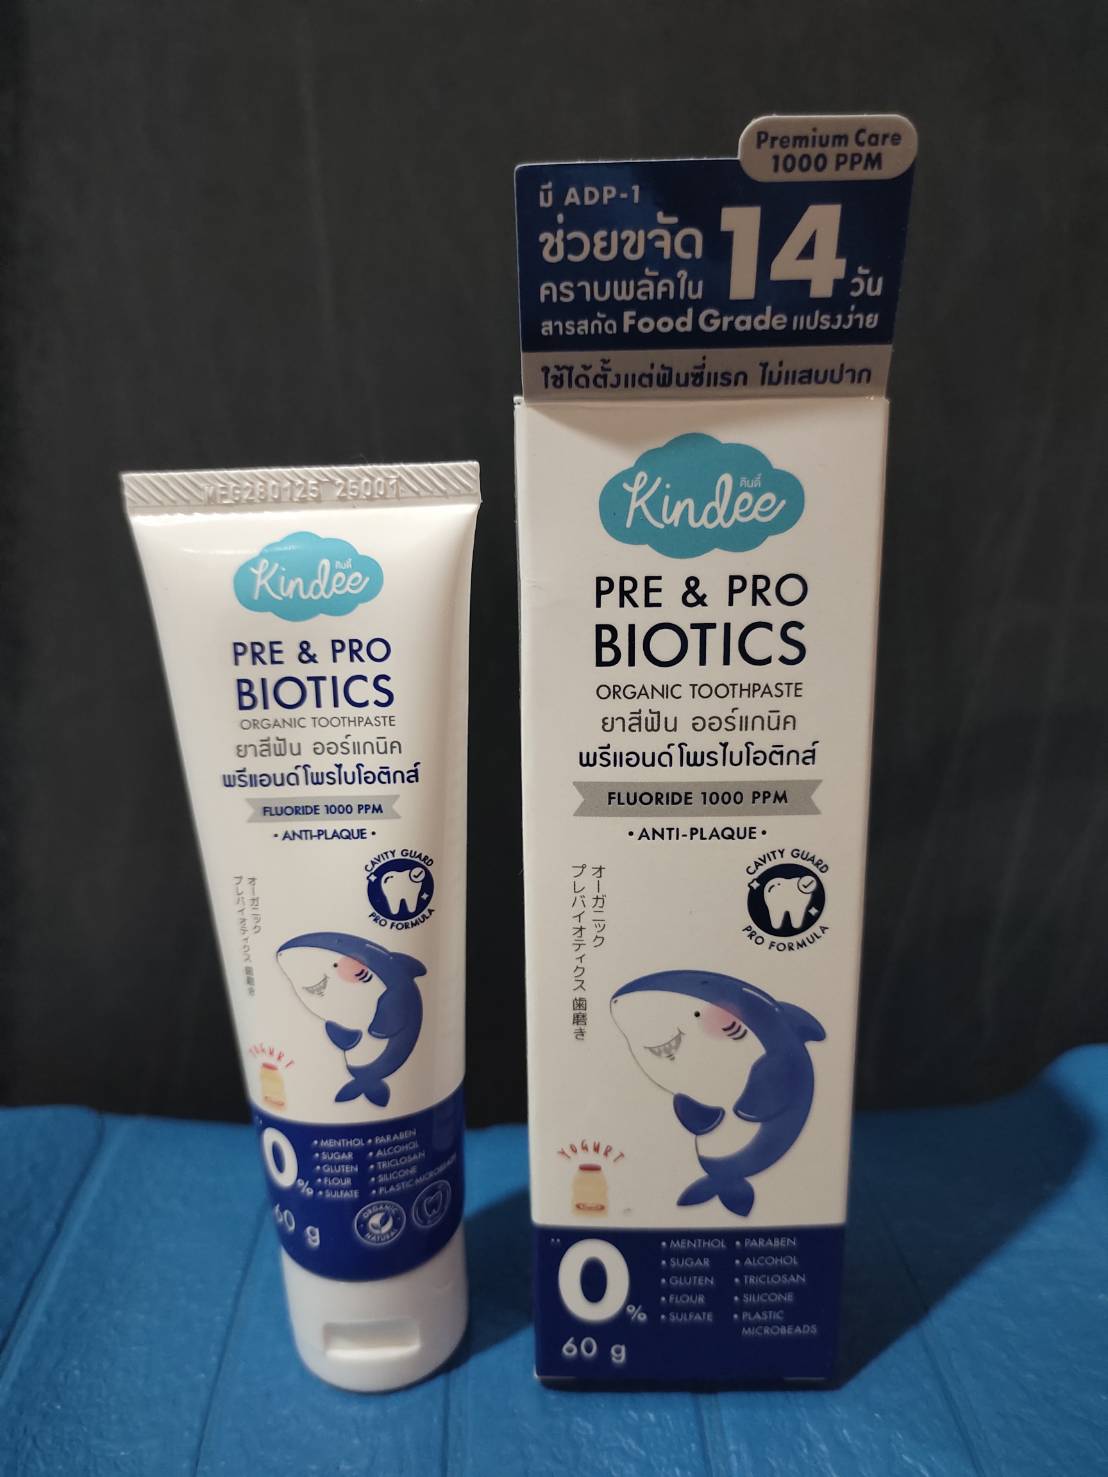 MFG280125 25001
คินดี้
Kindee
PRE & PRO
BIOTICS
ORGANIC TOOTHPASTE
ยาสีฟัน ออร์แกนิค
พรีแอนด์โพรไบโอติกส์
FLUORIDE 1000 PPM
• ANTI-PLAQUE •
CAVITY GUARD
PRO FORMULA
オーガニック
プレバイオティクス 歯磨き
YOGURT
0%
• MENTHOL • PARABEN
• SUGAR • ALCOHOL
• GLUTEN • TRICLOSAN
• FLOUR • SILICONE
• SULFATE • PLASTIC MICROBEADS
60 g
ORGANIC
NATURAL
Premium Care
1000 PPM
มี ADP-1
ช่วยขจัด
คราบพลัคใน 14 วัน
สารสกัด Food Grade แปรงง่าย
ใช้ได้ตั้งแต่ฟันซี่แรก ไม่แสบปาก
คินดี้
Kindee
PRE & PRO
BIOTICS
ORGANIC TOOTHPASTE
ยาสีฟัน ออร์แกนิค
พรีแอนด์โพรไบโอติกส์
FLUORIDE 1000 PPM
• ANTI-PLAQUE •
CAVITY GUARD
PRO FORMULA
オーガニック
プレバイオティクス 歯磨き
YOGURT
0%
• MENTHOL • PARABEN
• SUGAR • ALCOHOL
• GLUTEN • TRICLOSAN
• FLOUR • SILICONE
• SULFATE • PLASTIC
MICROBEADS
60 g